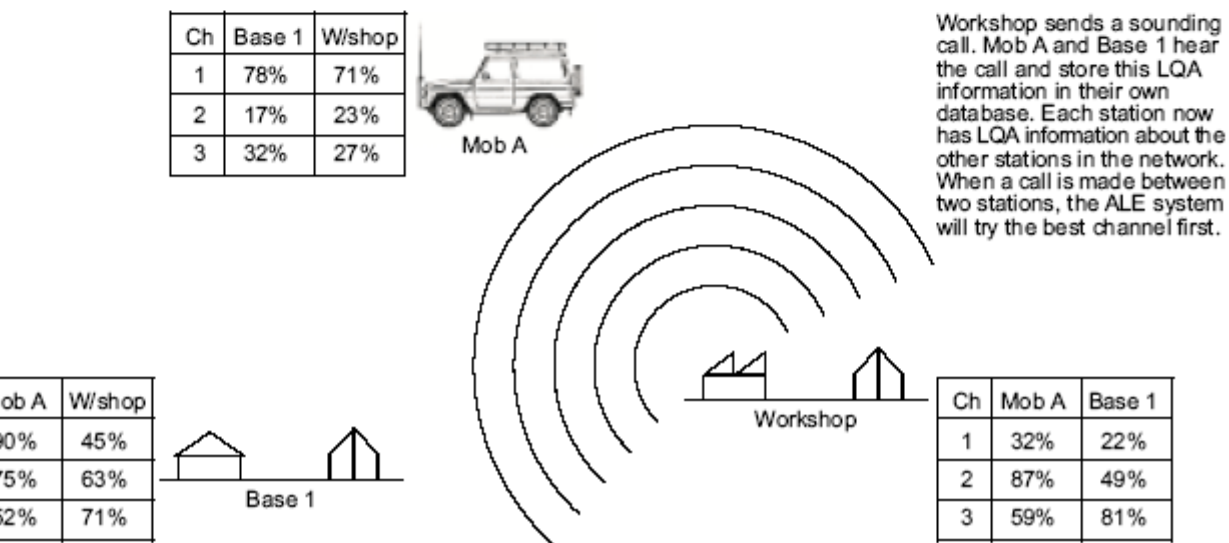 Ch Base 1 W/shop
1 78% 71%
2 17% 23%
3 32% 27%
Mob A
Workshop sends a sounding
call. Mob A and Base 1 hear
the call and store this LQA
information in their own
database. Each station now
has LQA information about the
other stations in the network.
When a call is made between
two stations, the ALE system
will try the best channel first.
A W/shop
45%
63%
71%
Base 1
Workshop
Ch Mob A Base 1
1 32% 22%
2 87% 49%
3 59% 81%